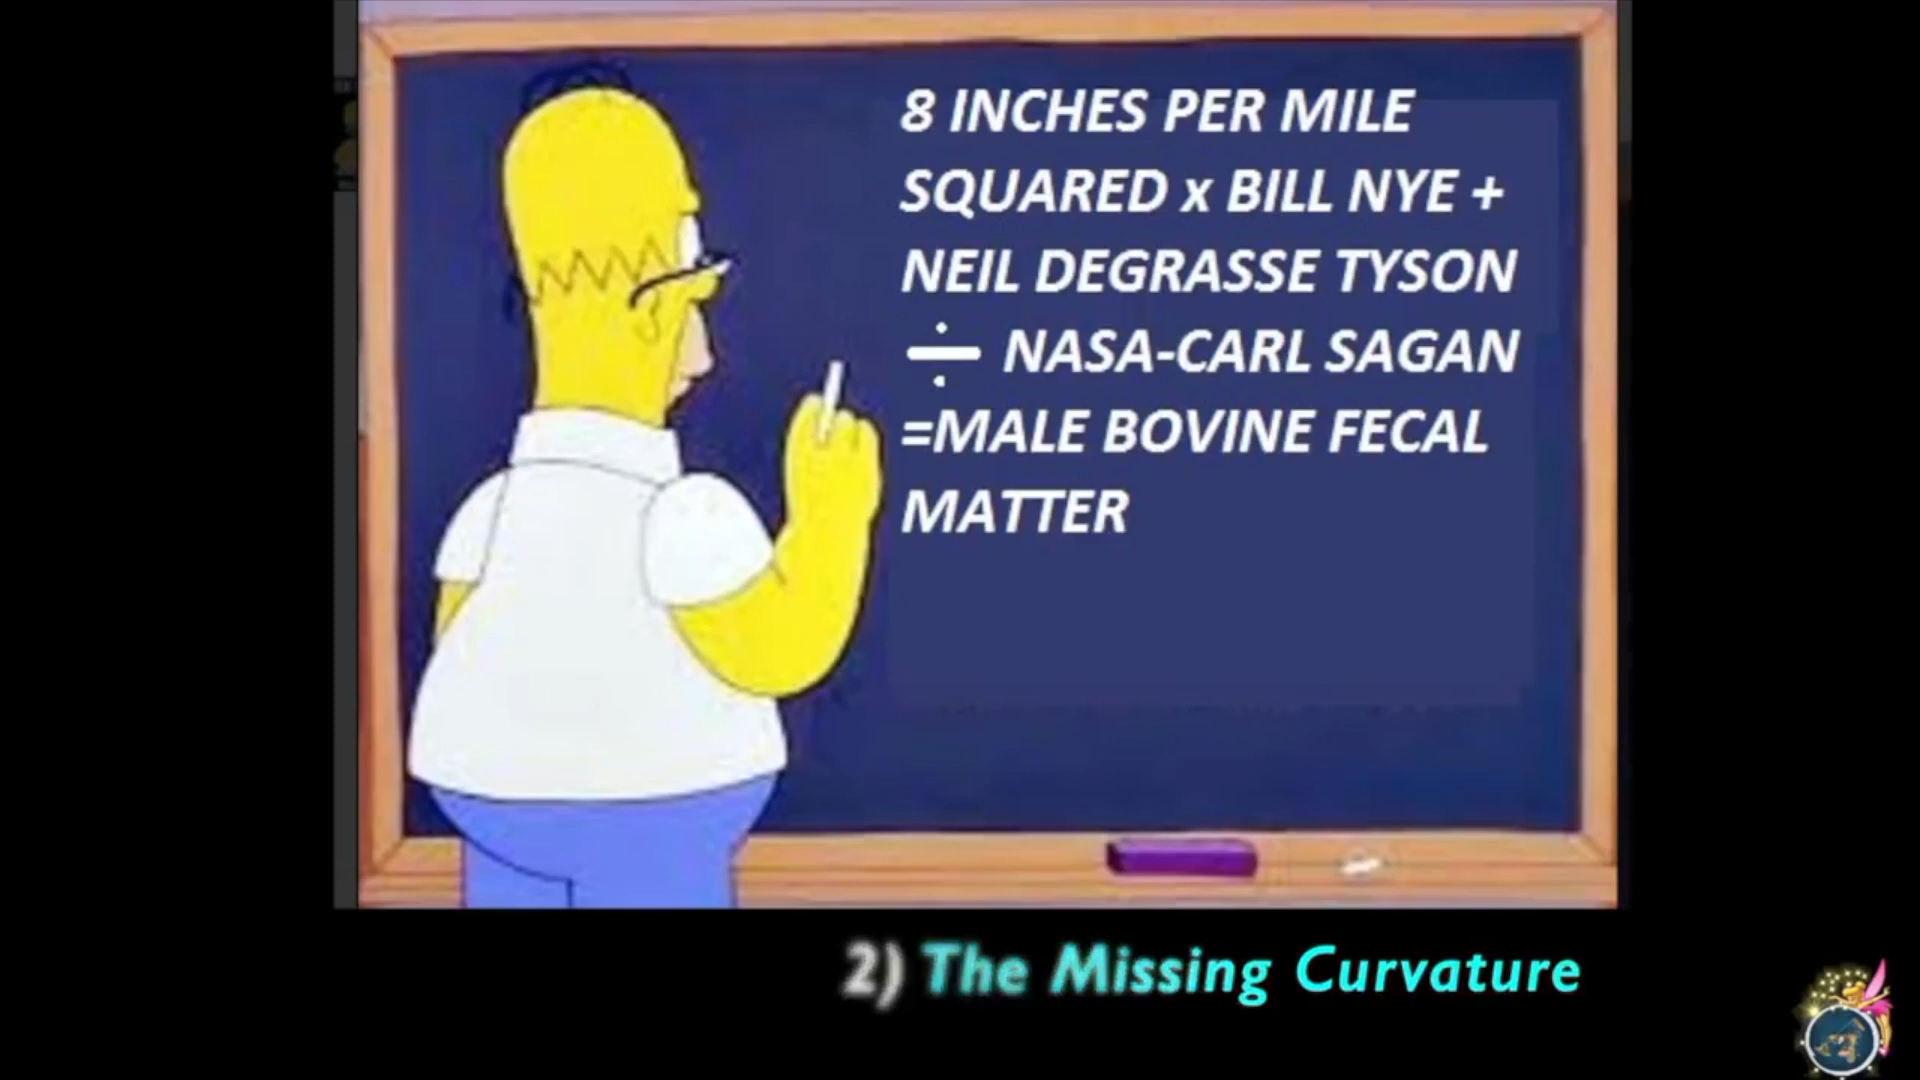 8 INCHES PER MILE
SQUARED x BILL NYE +
NEIL DEGRASSE TYSON
÷ NASA-CARL SAGAN
=MALE BOVINE FECAL
MATTER
2) The Missing Curvature